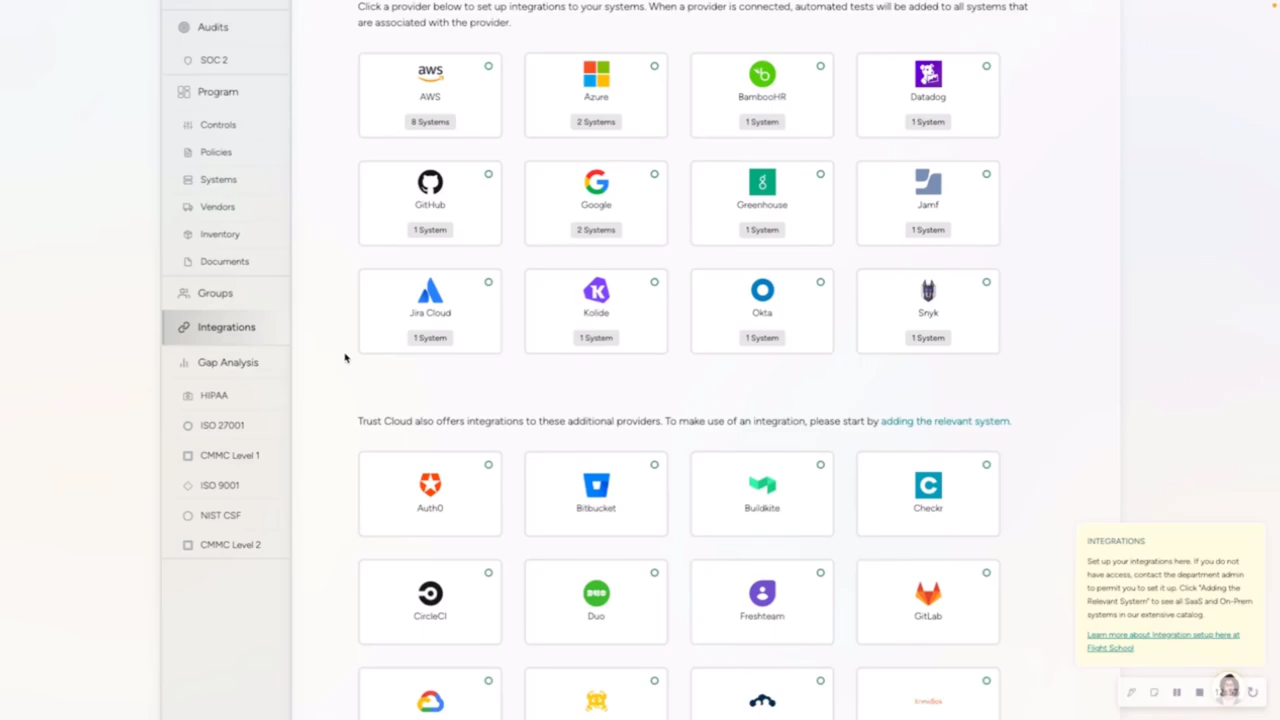 Click a provider below to set up integrations to your systems. When a provider is connected, automated tests will be added to all systems that
are associated with the provider.
Audits
SOC 2
Program
Controls
Policies
Systems
Vendors
Inventory
Documents
Groups
Integrations
Gap Analysis
HIPAA
ISO 27001
CMMC Level 1
ISO 9001
NIST CSF
CMMC Level 2
aws
AWS
8 Systems
Azure
2 Systems
BambooHR
1 System
Datadog
1 System
GitHub
1 System
Google
2 Systems
Greenhouse
1 System
Jamf
1 System
Jira Cloud
1 System
Kolide
1 System
Okta
1 System
Snyk
1 System
Trust Cloud also offers integrations to these additional providers. To make use of an integration, please start by adding the relevant system.
Auth0
Bitbucket
Buildkite
Checkr
CircleCI
DUO
Duo
Freshteam
GitLab
INTEGRATIONS
Set up your integrations here. If you do
not have access, contact the department admin
to permit you to set it up. Click "Adding the
Relevant System" to see all SaaS and On-Prem
systems in our extensive catalog.
Learn more about Integration setup here at
Flight School